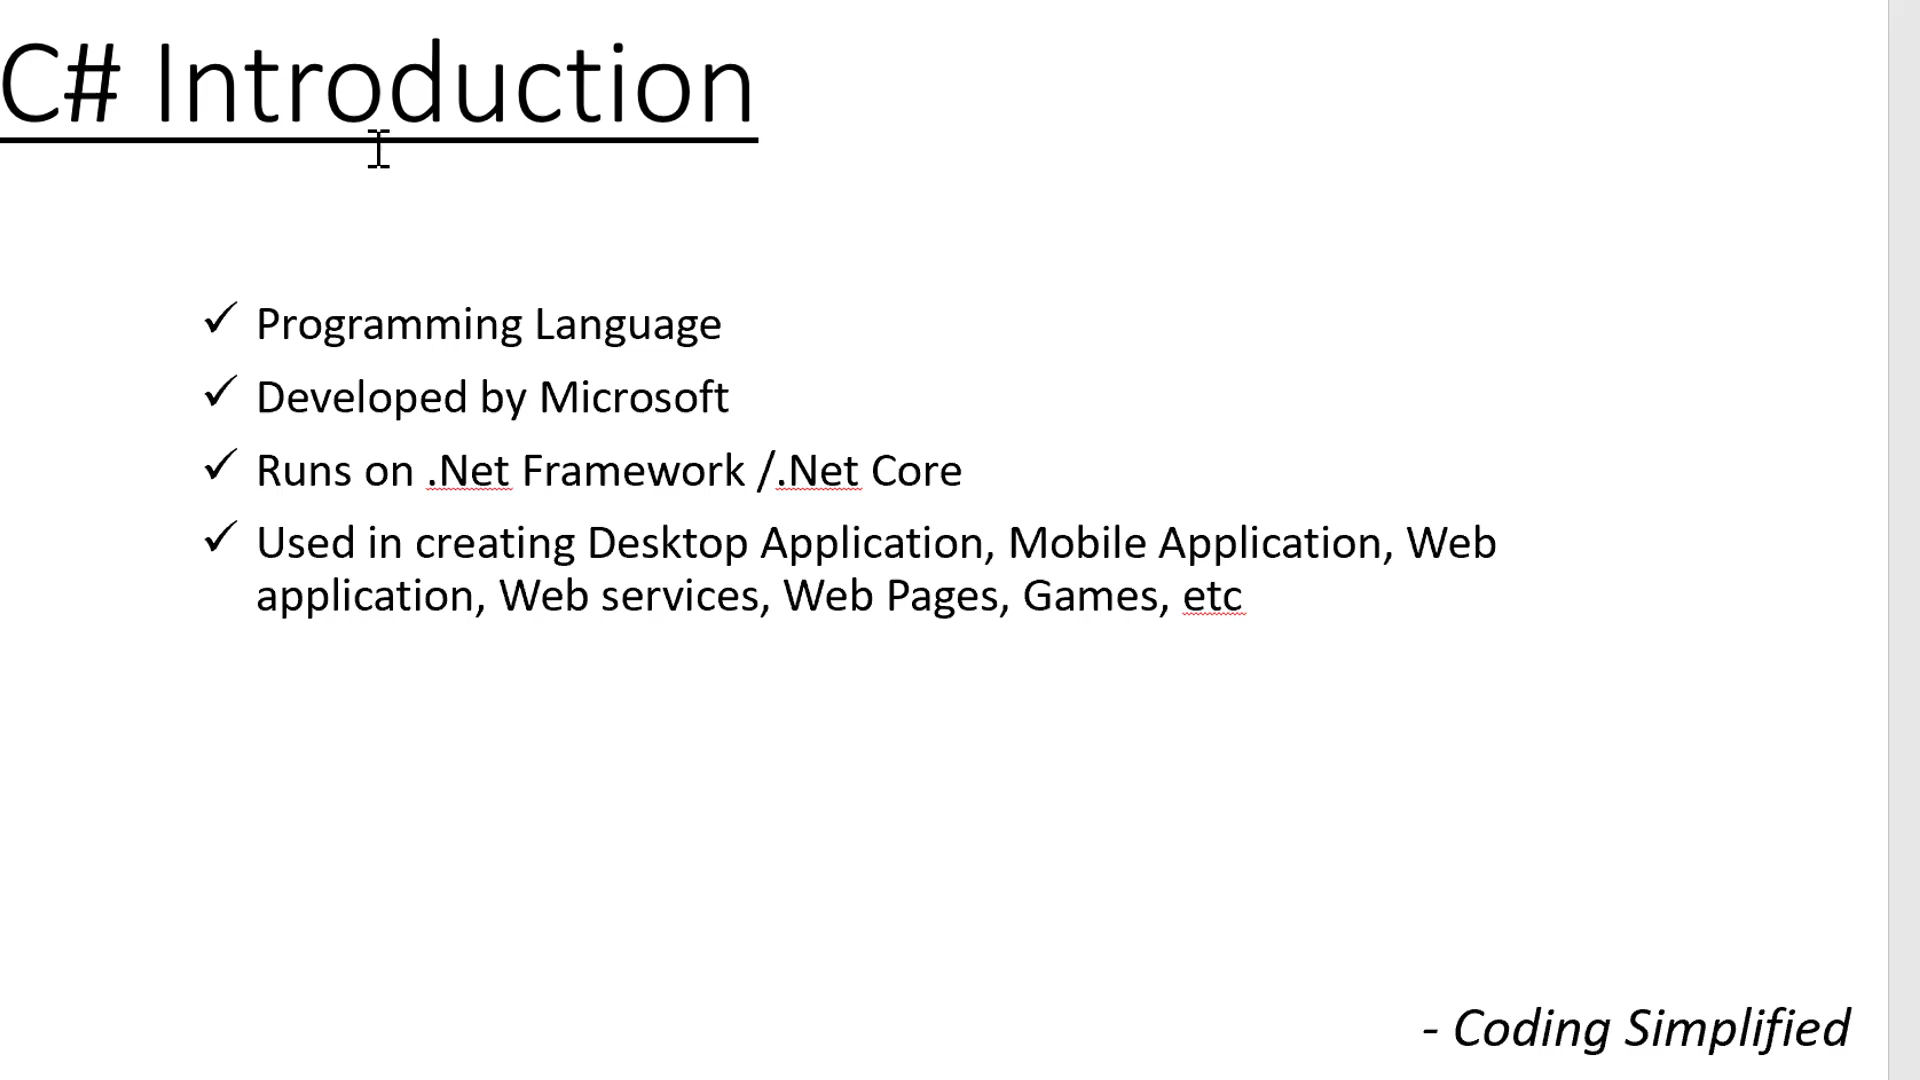 C# Introduction
✓ Programming Language
✓ Developed by Microsoft
✓ Runs on .Net Framework /.Net Core
✓ Used in creating Desktop Application, Mobile Application, Web
application, Web services, Web Pages, Games, etc
- Coding Simplified